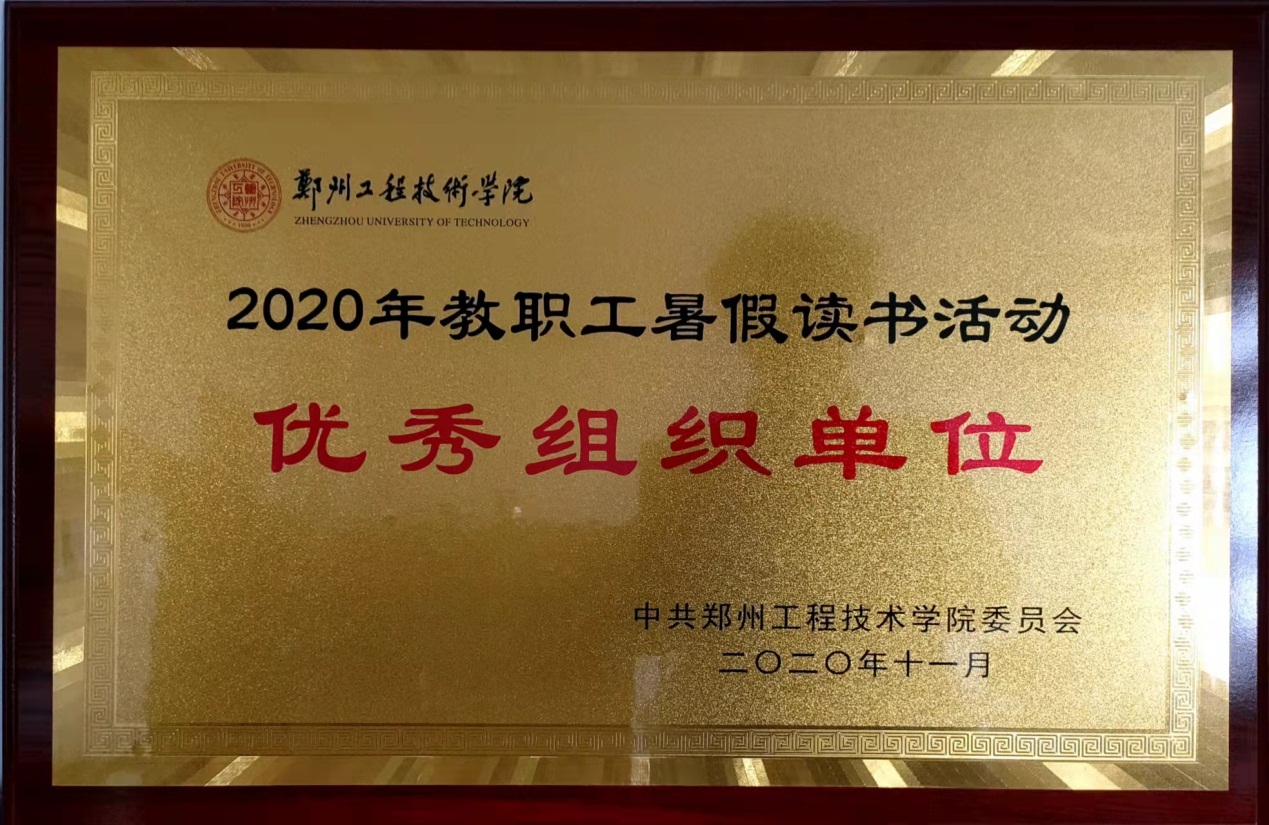 鄭州工程技術学院
ZHENGZHOU UNIVERSITY OF TECHNOLOGY
2020年教职工暑假读书活动
优秀组织单位
中共郑州工程技术学院委员会
二〇二〇年十一月